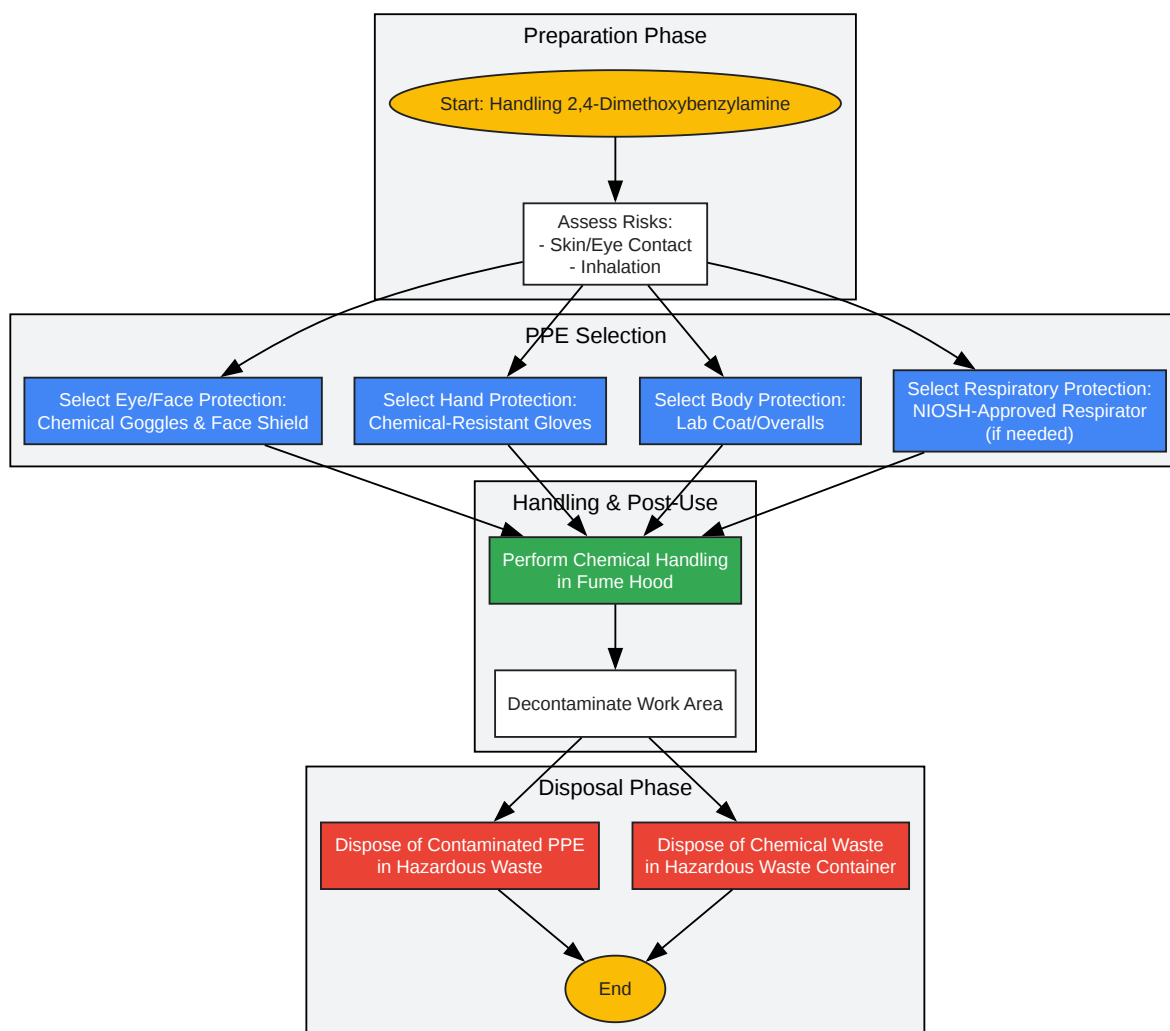 Preparation Phase
Start: Handling 2,4-Dimethoxybenzylamine
Assess Risks:
- Skin/Eye Contact
- Inhalation
PPE Selection
Select Eye/Face Protection:
Chemical Goggles & Face Shield
Select Hand Protection:
Chemical-Resistant Gloves
Select Body Protection:
Lab Coat/Overalls
Select Respiratory Protection:
NIOSH-Approved Respirator
(if needed)
Handling & Post-Use
Perform Chemical Handling
in Fume Hood
Decontaminate Work Area
Disposal Phase
Dispose of Contaminated PPE
in Hazardous Waste
Dispose of Chemical Waste
in Hazardous Waste Container
End